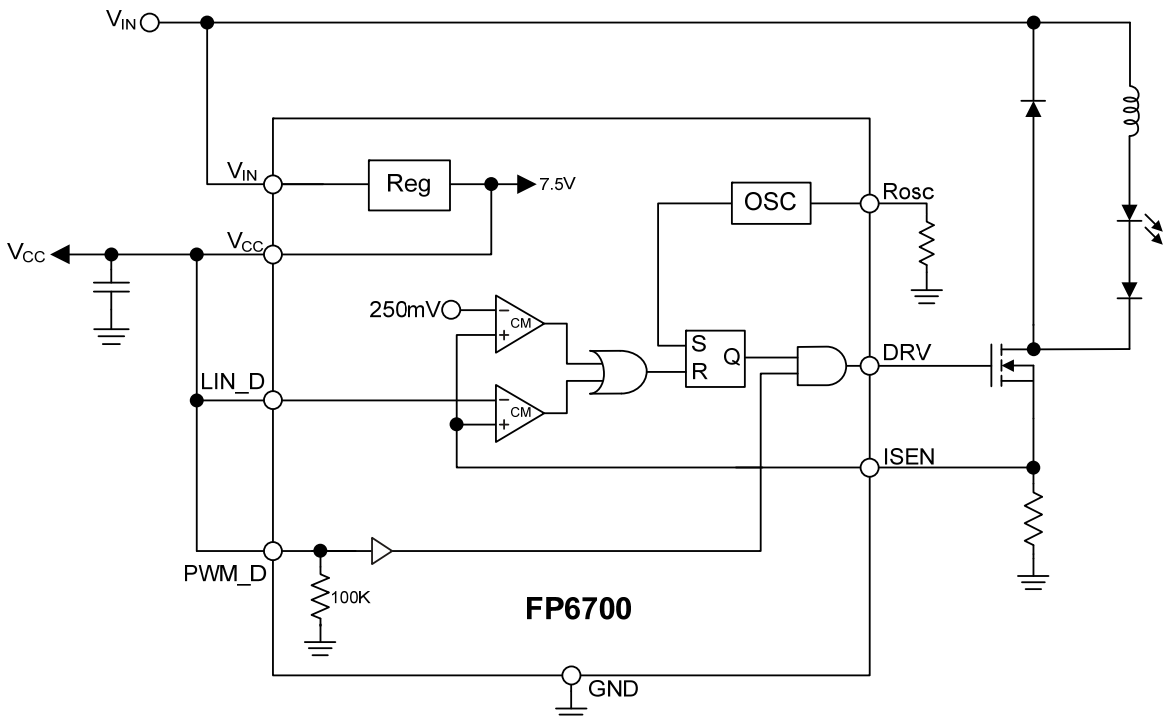 VIN
VIN
Reg
7.5V
OSC
Rosc
VCC
VCC
250mV
−
CM
+
S
Q
R
DRV
LIN_D
−
CM
+
ISEN
PWM_D
100K
FP6700
GND